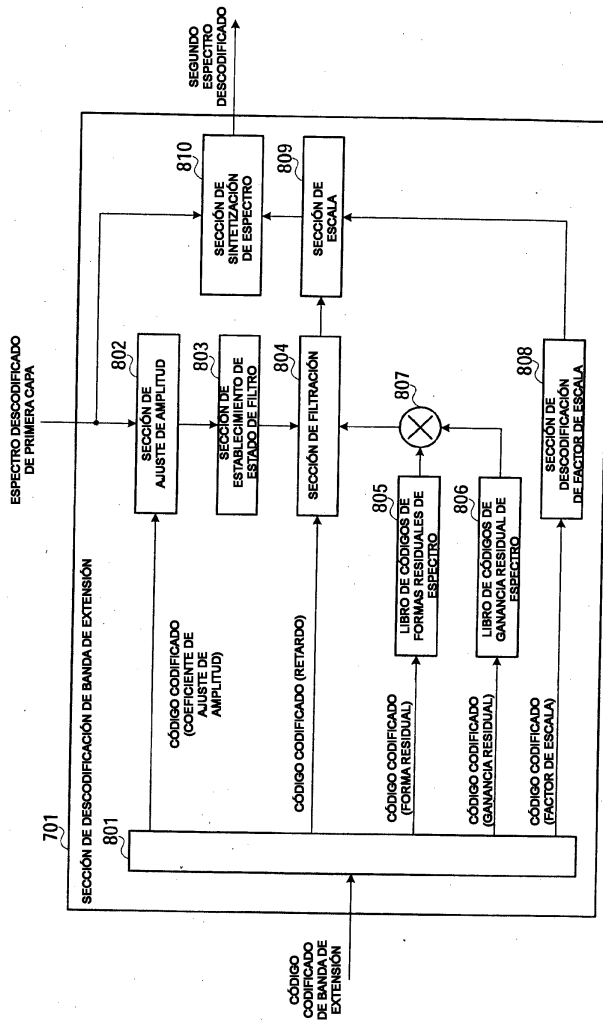 701
SECCIÓN DE DESCODIFICACIÓN DE BANDA DE EXTENSIÓN
ESPECTRO DESCODIFICADO
DE PRIMERA CAPA
SEGUNDO
ESPECTRO
DESCODIFICADO
801
CÓDIGO
CODIFICADO
DE BANDA DE
EXTENSIÓN
CÓDIGO CODIFICADO
(COEFICIENTE DE
AJUSTE DE
AMPLITUD)
802
SECCIÓN DE
AJUSTE DE AMPLITUD
803
SECCIÓN DE
ESTABLECIMIENTO DE
ESTADO DE FILTRO
810
SECCIÓN DE
SINTETIZACIÓN
DE ESPECTRO
CÓDIGO CODIFICADO (RETARDO)
804
SECCIÓN DE FILTRACIÓN
809
SECCIÓN DE
ESCALA
807
CÓDIGO CODIFICADO
(FORMA RESIDUAL)
805
LIBRO DE CÓDIGOS DE
FORMAS RESIDUALES DE
ESPECTRO
CÓDIGO CODIFICADO
(GANANCIA RESIDUAL)
806
LIBRO DE CÓDIGOS DE
GANANCIA RESIDUAL DE
ESPECTRO
CÓDIGO CODIFICADO
(FACTOR DE ESCALA)
808
SECCIÓN DE
DESCODIFICACIÓN
DE FACTOR DE ESCALA